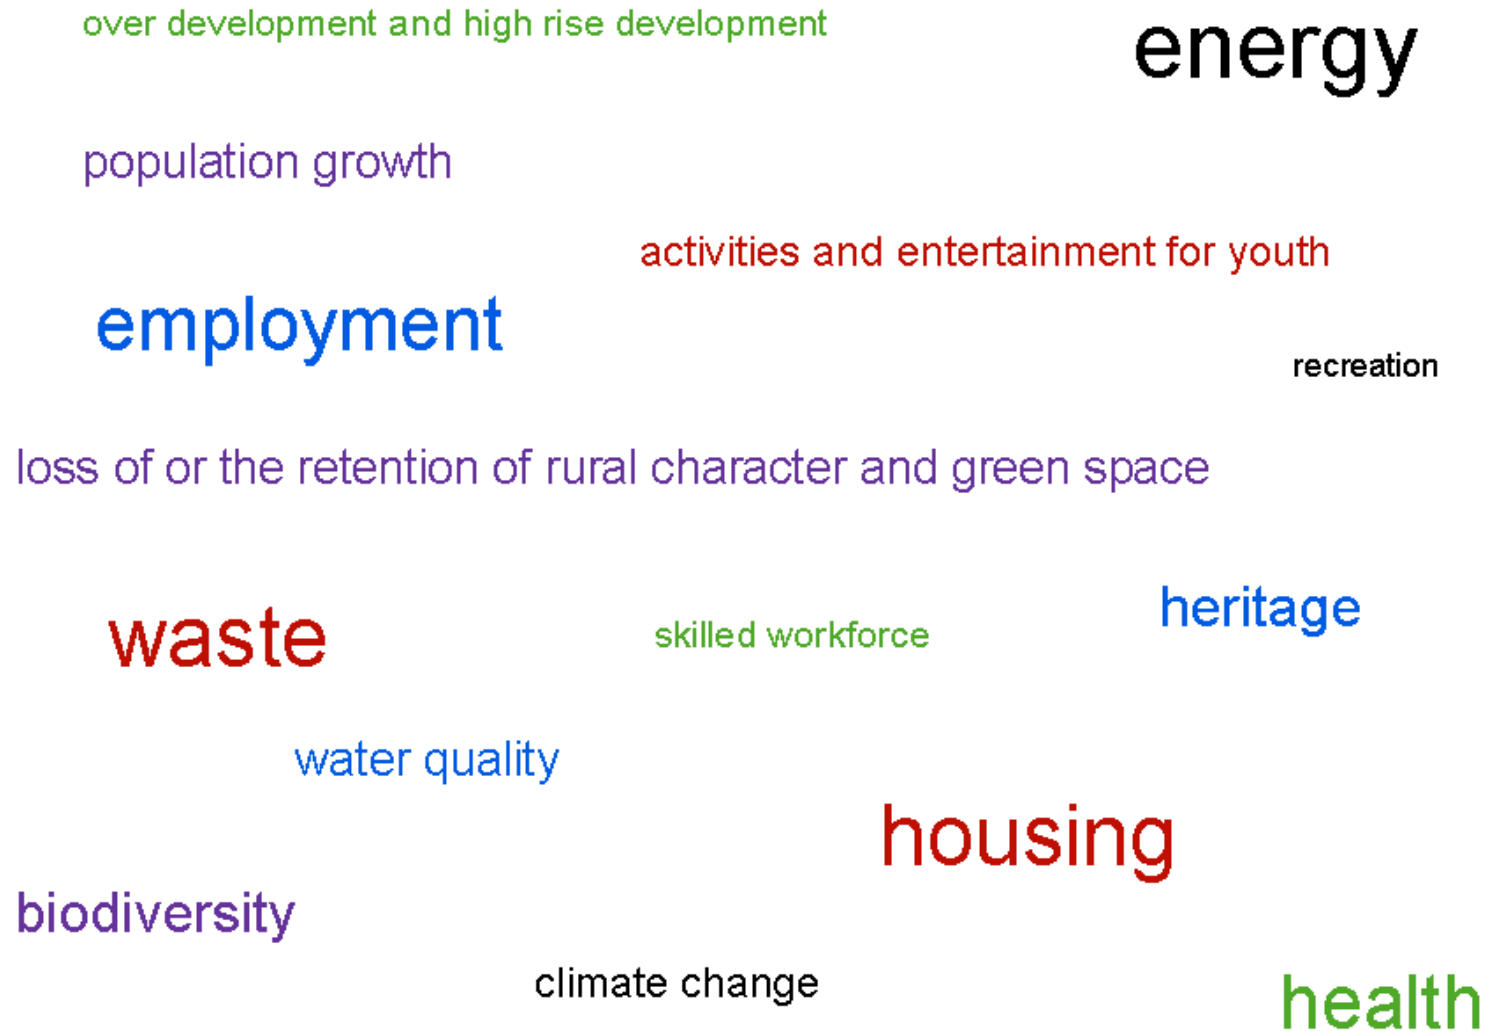 over development and high rise development
energy
population growth
activities and entertainment for youth
employment
recreation
loss of or the retention of rural character and green space
heritage
waste
skilled workforce
water quality
housing
biodiversity
climate change
health